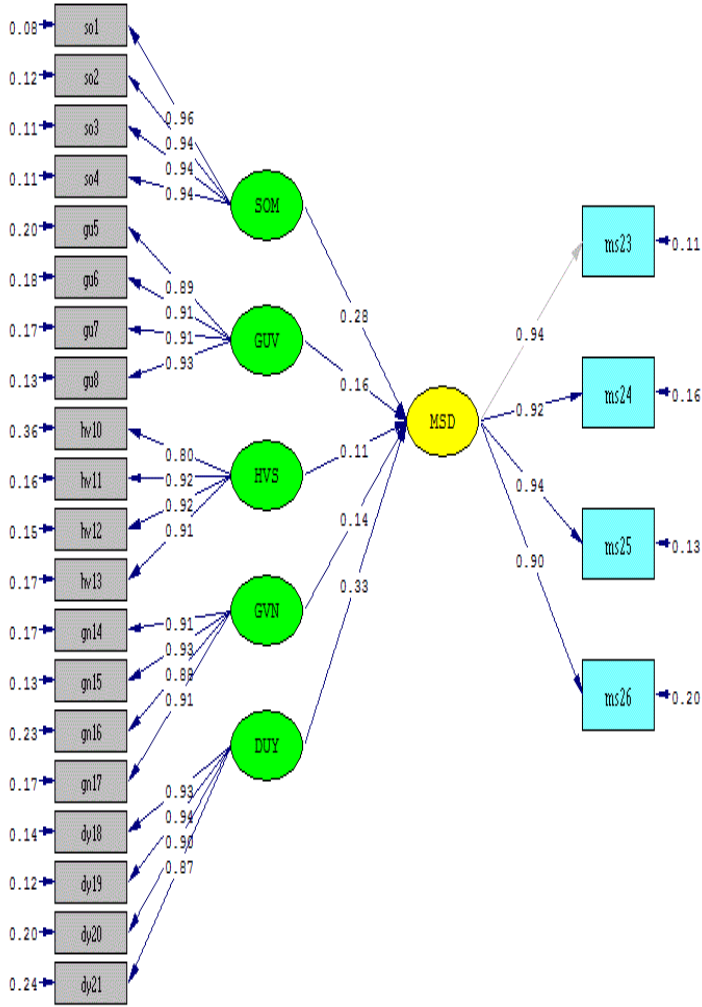 0.08 so1
0.12 so2
0.11 so3
0.11 so4
0.20 gu5
0.18 gu6
0.17 gu7
0.13 gu8
0.36 hv10
0.16 hv11
0.15 hv12
0.17 hv13
0.17 gn14
0.13 gn15
0.23 gn16
0.17 gn17
0.14 dy18
0.12 dy19
0.20 dy20
0.24 dy21
0.96
0.94
0.94
0.94
0.89
0.91
0.91
0.93
0.80
0.92
0.92
0.91
0.91
0.93
0.88
0.91
0.93
0.94
0.90
0.87
SOM
GUV
HVS
GVN
DUY
0.28
0.16
0.11
0.14
0.33
MSD
0.94
0.92
0.94
0.90
ms23 0.11
ms24 0.16
ms25 0.13
ms26 0.20